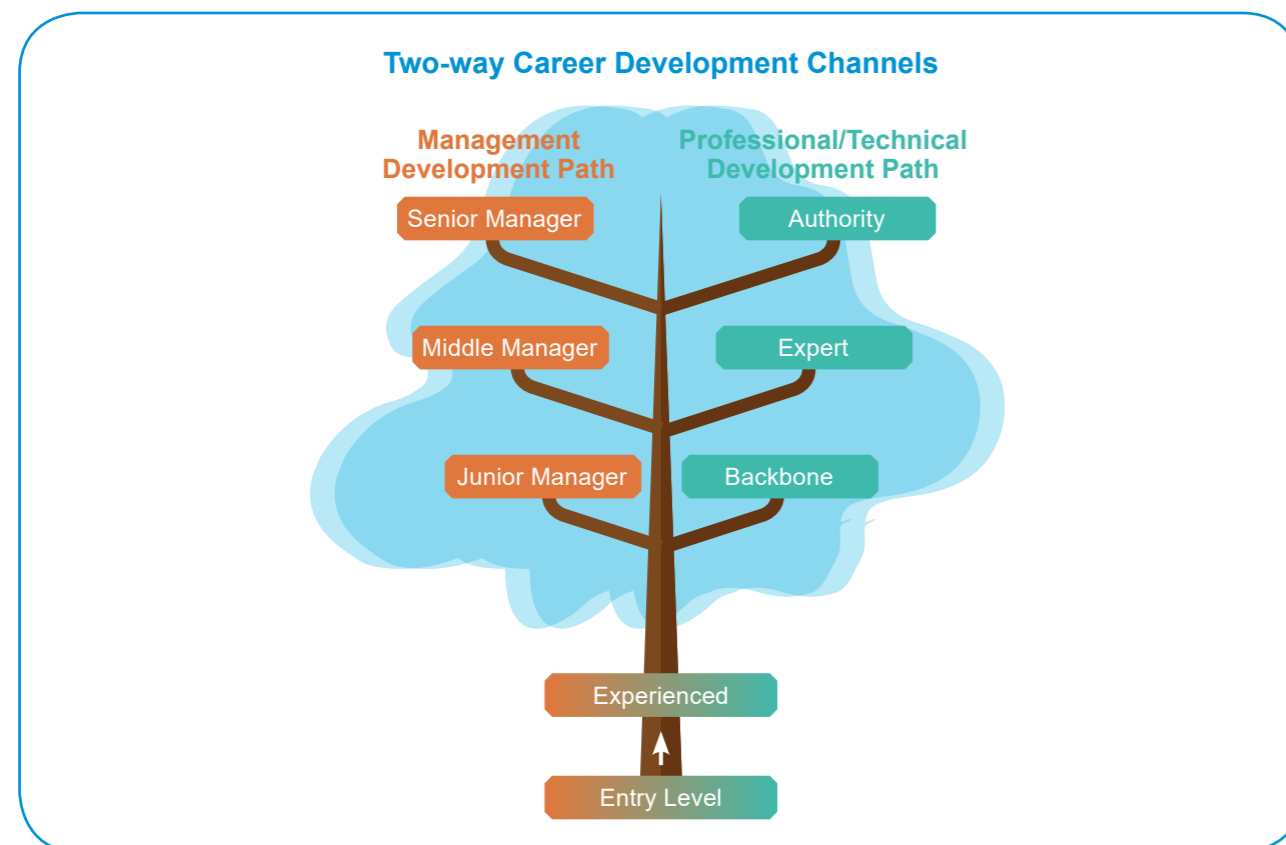 Two-way Career Development Channels
Management
Development Path
Professional/Technical
Development Path
Senior Manager
Authority
Middle Manager
Expert
Junior Manager
Backbone
Experienced
Entry Level